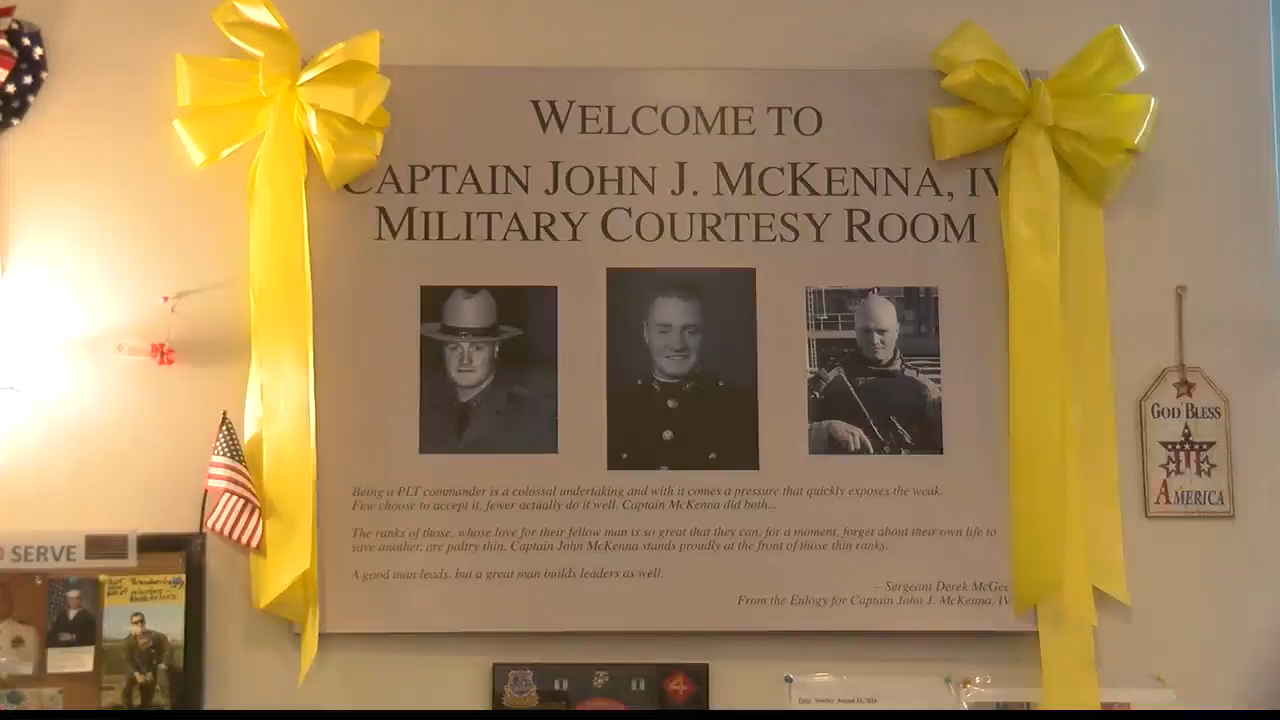 WELCOME TO
CAPTAIN JOHN J. MCKENNA, IV
MILITARY COURTESY ROOM
Being a PLT commander is a colossal undertaking and with it comes a pressure that quickly exposes the weak.
Few choose to accept it, fewer actually do it well, Captain McKenna did both...
The ranks of those, whose love for their fellow man is so great that they can, for a moment, forget about their own life to
save another, are paltry thin. Captain John McKenna stands proudly at the front of those thin ranks.
A good man leads, but a great man builds leaders as well.
Sergeant Derek McGee
From the Eulogy for Captain John J. McKenna, IV
GOD BLESS
AMERICA
SERVE